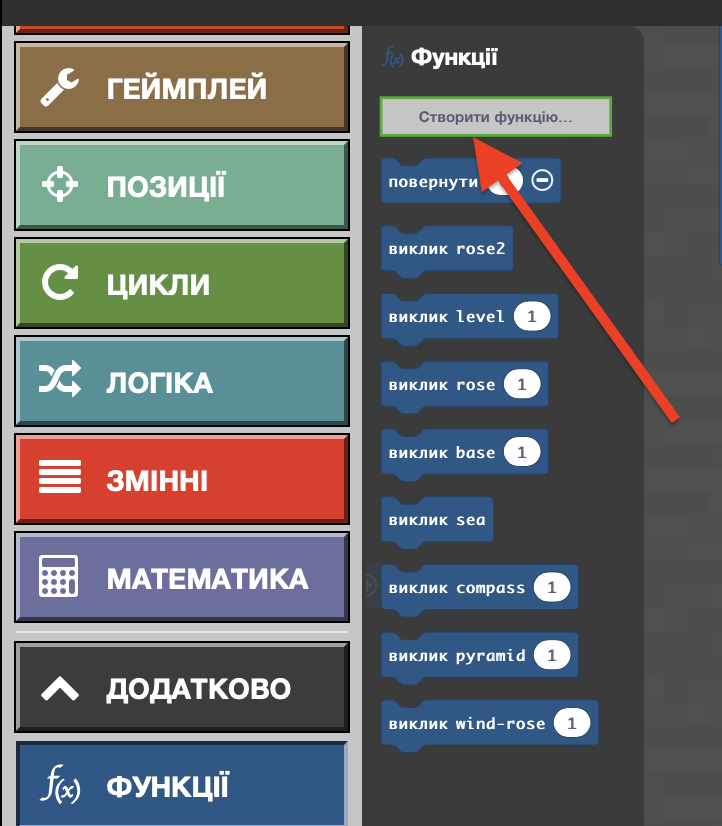 ГЕЙМПЛЕЙ
ПОЗИЦІЇ
ЦИКЛИ
ЛОГІКА
ЗМІННІ
МАТЕМАТИКА
ДОДАТКОВО
f(x) ФУНКЦІЇ
f(x) Функції
Створити функцію...
повернути
виклик rose2
виклик level 1
виклик rose 1
виклик base 1
виклик sea
виклик compass 1
виклик pyramid 1
виклик wind-rose 1